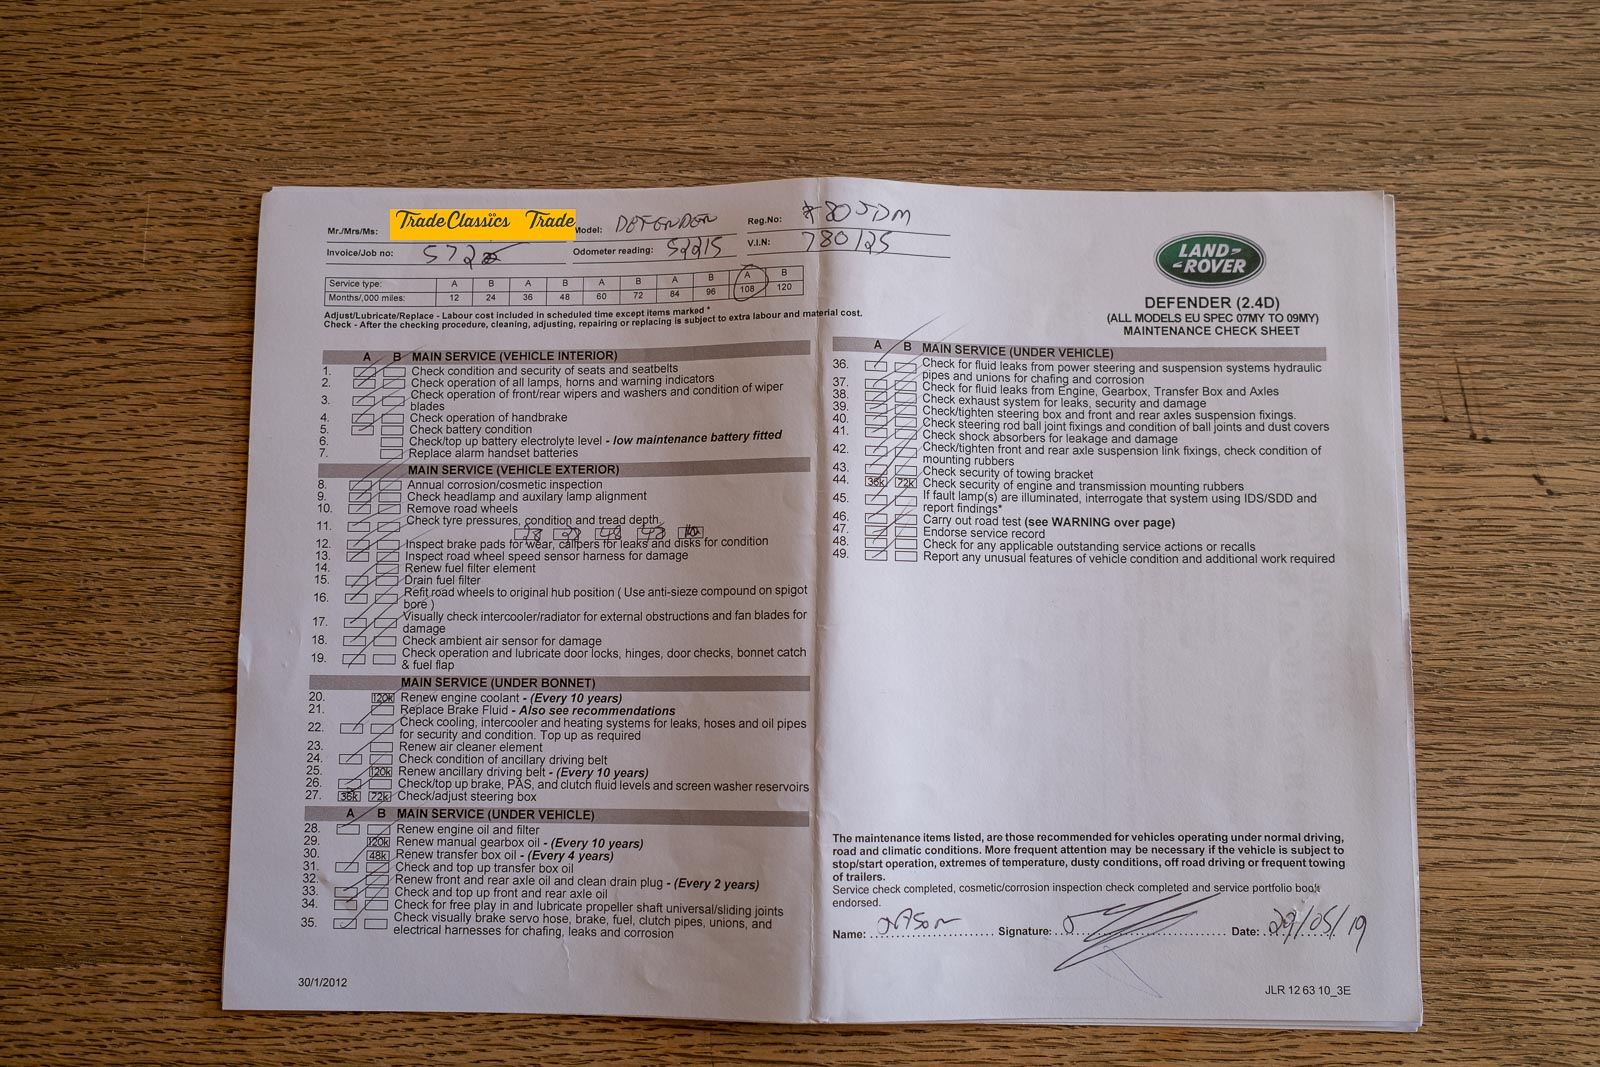 Mr./Mrs/Ms: TradeClassics Trade Model: DEFENDER Reg.No:
Invoice/Job no: Odometer reading: 52215 V.I.N: 780125
Service type: A B A B A B A B A B
Months/,000 miles: 12 24 36 48 60 72 84 96 108 120
Adjust/Lubricate/Replace - Labour cost included in scheduled time except items marked *
Check - After the checking procedure, cleaning, adjusting, repairing or replacing is subject to extra labour and material cost.
LAND-
-ROVER
DEFENDER (2.4D)
(ALL MODELS EU SPEC 07MY TO 09MY)
MAINTENANCE CHECK SHEET
A B MAIN SERVICE (VEHICLE INTERIOR)
1. Check condition and security of seats and seatbelts
2. Check operation of all lamps, horns and warning indicators
3. Check operation of front/rear wipers and washers and condition of wiper
blades
4. Check operation of handbrake
5. Check battery condition
6. Check/top up battery electrolyte level - low maintenance battery fitted
7. Replace alarm handset batteries
MAIN SERVICE (VEHICLE EXTERIOR)
8. Annual corrosion/cosmetic inspection
9. Check headlamp and auxilary lamp alignment
10. Remove road wheels
11. Check tyre pressures, condition and tread depth
12. Inspect brake pads for wear, calipers for leaks and disks for condition
13. Inspect road wheel speed sensor harness for damage
14. Renew fuel filter element
15. Drain fuel filter
16. Refit road wheels to original hub position ( Use anti-sieze compound on spigot
bore )
17. Visually check intercooler/radiator for external obstructions and fan blades for
damage
18. Check ambient air sensor for damage
19. Check operation and lubricate door locks, hinges, door checks, bonnet catch
& fuel flap
MAIN SERVICE (UNDER BONNET)
20. 120k Renew engine coolant - (Every 10 years)
21. Replace Brake Fluid - Also see recommendations
22. Check cooling, intercooler and heating systems for leaks, hoses and oil pipes
for security and condition. Top up as required
23. Renew air cleaner element
24. Check condition of ancillary driving belt
25. 120k Renew ancillary driving belt - (Every 10 years)
26. Check/top up brake, PAS, and clutch fluid levels and screen washer reservoirs
27. 36k 72k Check/adjust steering box
A B MAIN SERVICE (UNDER VEHICLE)
28. Renew engine oil and filter
29. 120k Renew manual gearbox oil - (Every 10 years)
30. 48k Renew transfer box oil - (Every 4 years)
31. Check and top up transfer box oil
32. Renew front and rear axle oil and clean drain plug - (Every 2 years)
33. Check and top up front and rear axle oil
34. Check for free play in and lubricate propeller shaft universal/sliding joints
35. Check visually brake servo hose, brake, fuel, clutch pipes, unions, and
electrical harnesses for chafing, leaks and corrosion
30/1/2012
A B MAIN SERVICE (UNDER VEHICLE)
36. Check for fluid leaks from power steering and suspension systems hydraulic
pipes and unions for chafing and corrosion
37. Check for fluid leaks from Engine, Gearbox, Transfer Box and Axles
38. Check exhaust system for leaks, security and damage
39. Check/tighten steering box and front and rear axles suspension fixings.
40. Check steering rod ball joint fixings and condition of ball joints and dust covers
41. Check shock absorbers for leakage and damage
42. Check/tighten front and rear axle suspension link fixings, check condition of
mounting rubbers
43. Check security of towing bracket
44. 36k 72k Check security of engine and transmission mounting rubbers
45. If fault lamp(s) are illuminated, interrogate that system using IDS/SDD and
report findings*
46. Carry out road test (see WARNING over page)
47. Endorse service record
48. Check for any applicable outstanding service actions or recalls
49. Report any unusual features of vehicle condition and additional work required
The maintenance items listed, are those recommended for vehicles operating under normal driving,
road and climatic conditions. More frequent attention may be necessary if the vehicle is subject to
stop/start operation, extremes of temperature, dusty conditions, off road driving or frequent towing
of trailers.
Service check completed, cosmetic/corrosion inspection check completed and service portfolio book
endorsed.
Name: Signature: Date: 29/05/19
JLR 12 63 10_3E